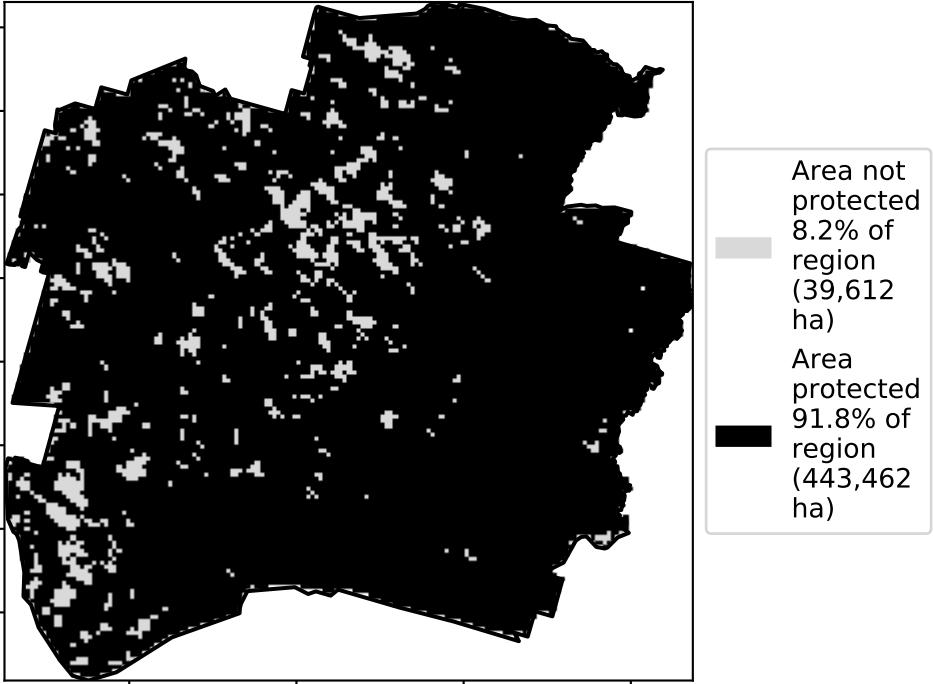 Area not
protected
8.2% of
region
(39,612
ha)
Area
protected
91.8% of
region
(443,462
ha)